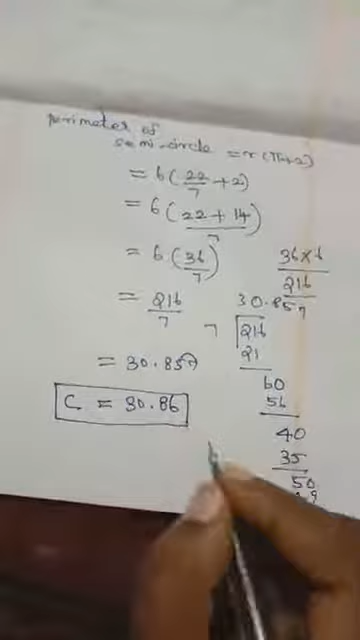 perimeter of
semi-circle = r(π+2)
= 6(22/7 + 2)
= 6(22 + 14/7)
= 6(36/7)
= 216/7
= 30.857
C = 30.86
36 x 6
216
30.857
7 216
21
60
56
40
35
50
49